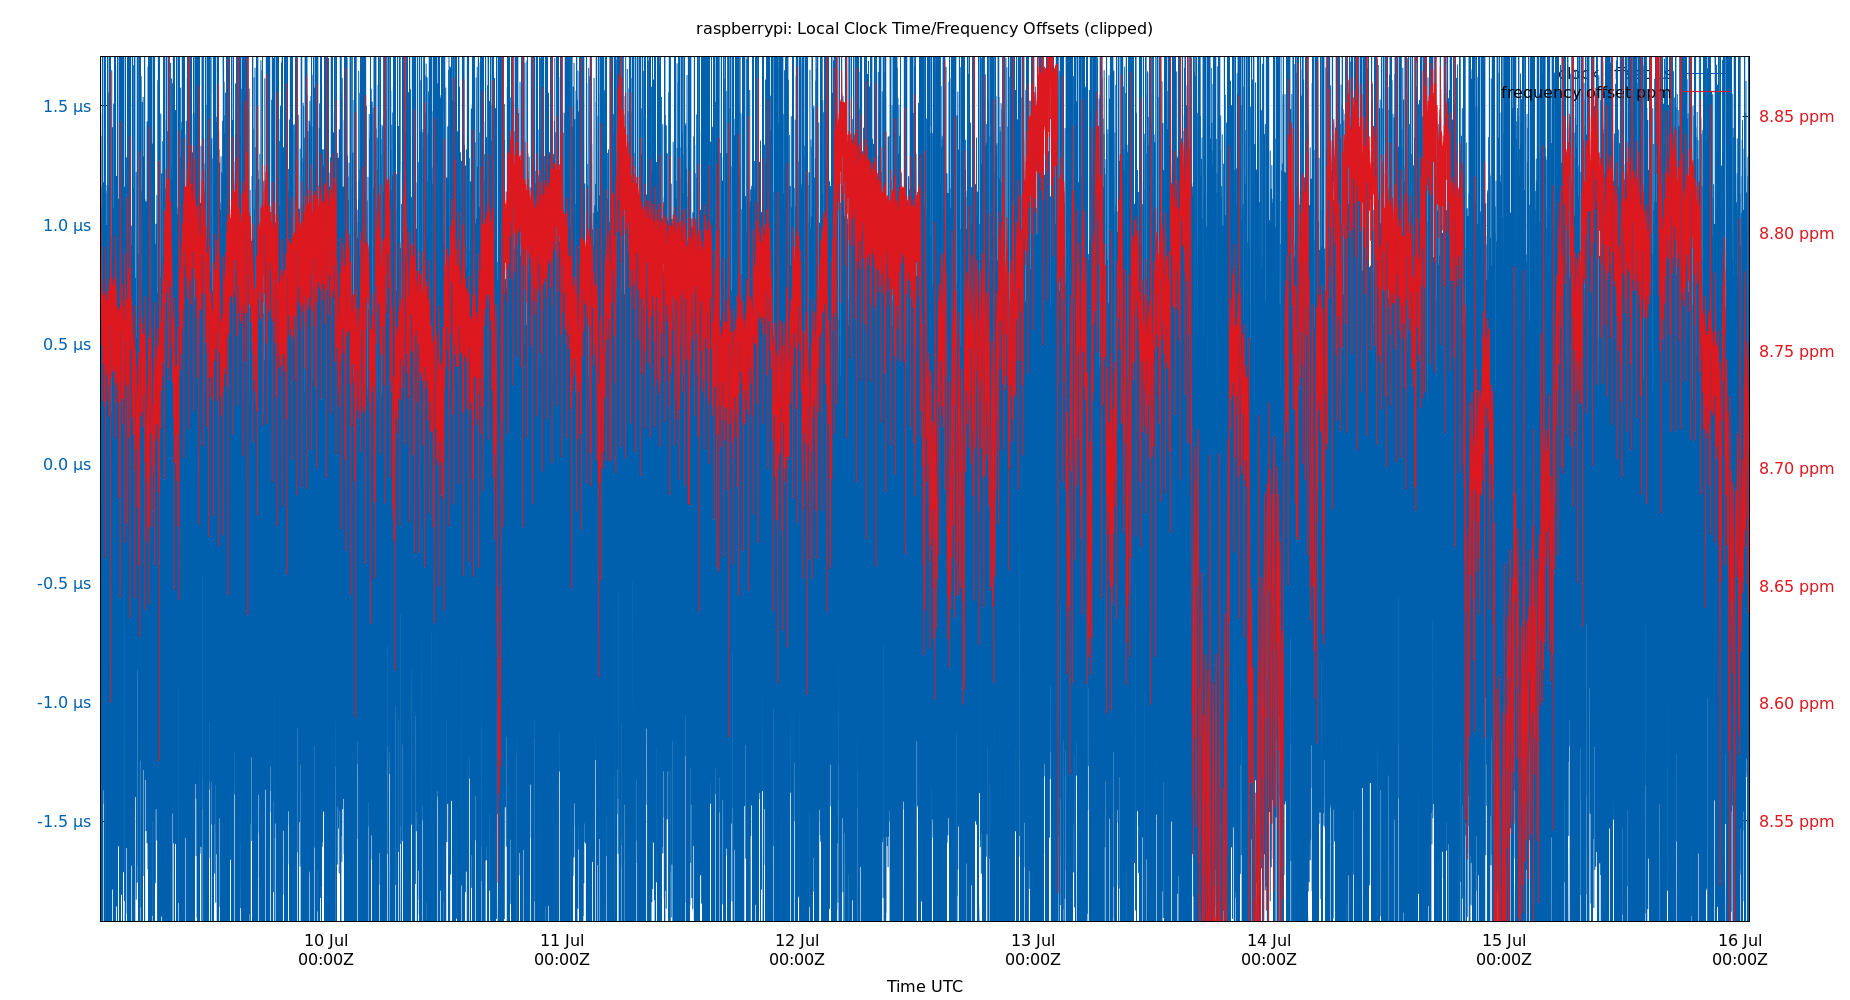 raspberrypi: Local Clock Time/Frequency Offsets (clipped)
frequency offset ppm
1.5 µs
1.0 µs
0.5 µs
0.0 µs
-0.5 µs
-1.0 µs
-1.5 µs
8.85 ppm
8.80 ppm
8.75 ppm
8.70 ppm
8.65 ppm
8.60 ppm
8.55 ppm
10 Jul 11 Jul 12 Jul 13 Jul 14 Jul 15 Jul 16 Jul
00:00Z 00:00Z 00:00Z 00:00Z 00:00Z 00:00Z 00:00Z
Time UTC